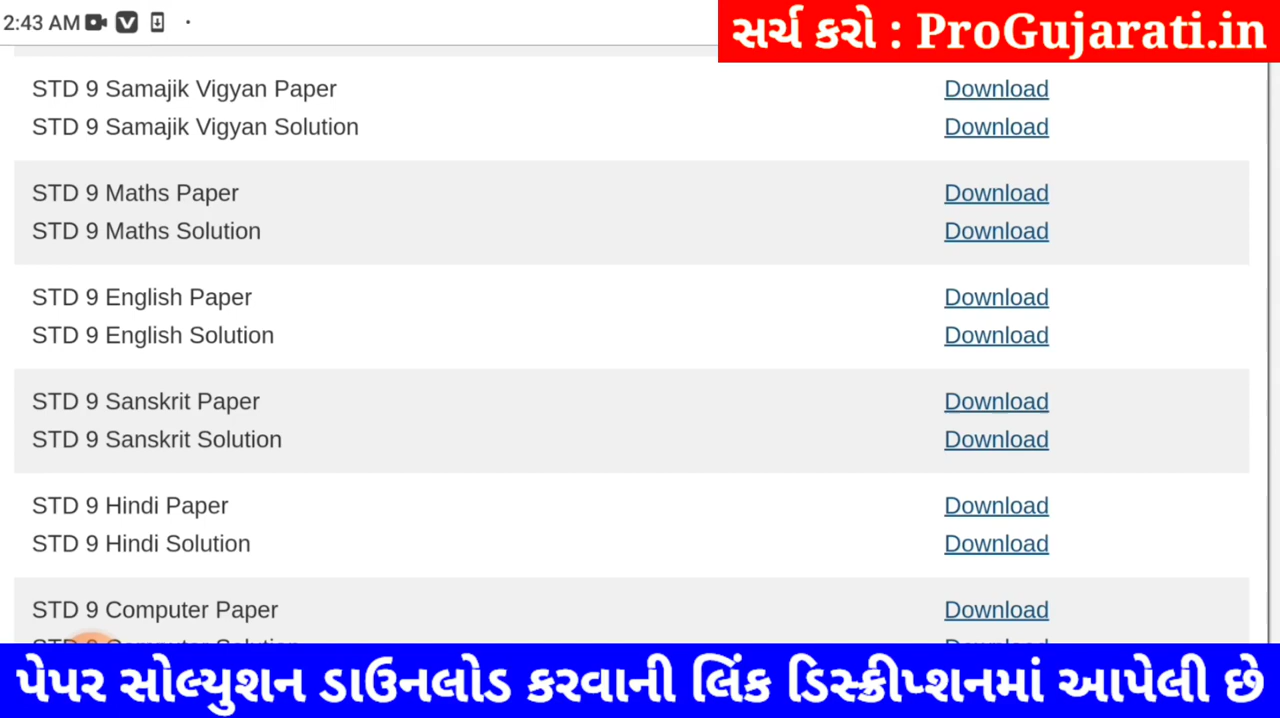 2:43 AM
સર્ચ કરો : ProGujarati.in
STD 9 Samajik Vigyan Paper Download
STD 9 Samajik Vigyan Solution Download
STD 9 Maths Paper Download
STD 9 Maths Solution Download
STD 9 English Paper Download
STD 9 English Solution Download
STD 9 Sanskrit Paper Download
STD 9 Sanskrit Solution Download
STD 9 Hindi Paper Download
STD 9 Hindi Solution Download
STD 9 Computer Paper Download
પેપર સોલ્યુશન ડાઉનલોડ કરવાની લિંક ડિસ્ક્રીપ્શનમાં આપેલી છે